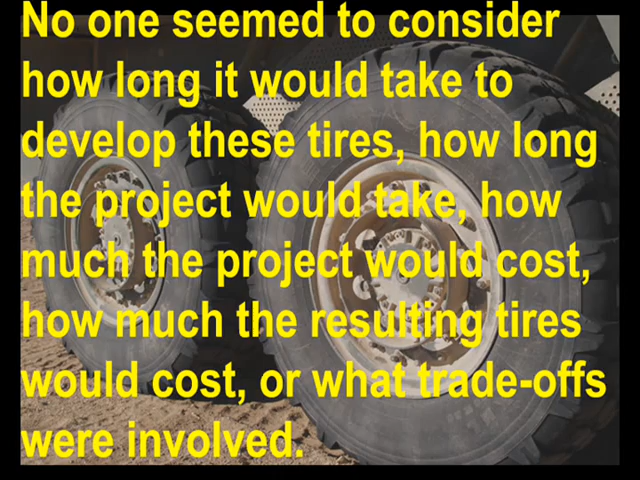 No one seemed to consider
how long it would take to
develop these tires, how long
the project would take, how
much the project would cost,
how much the resulting tires
would cost, or what trade-offs
were involved.